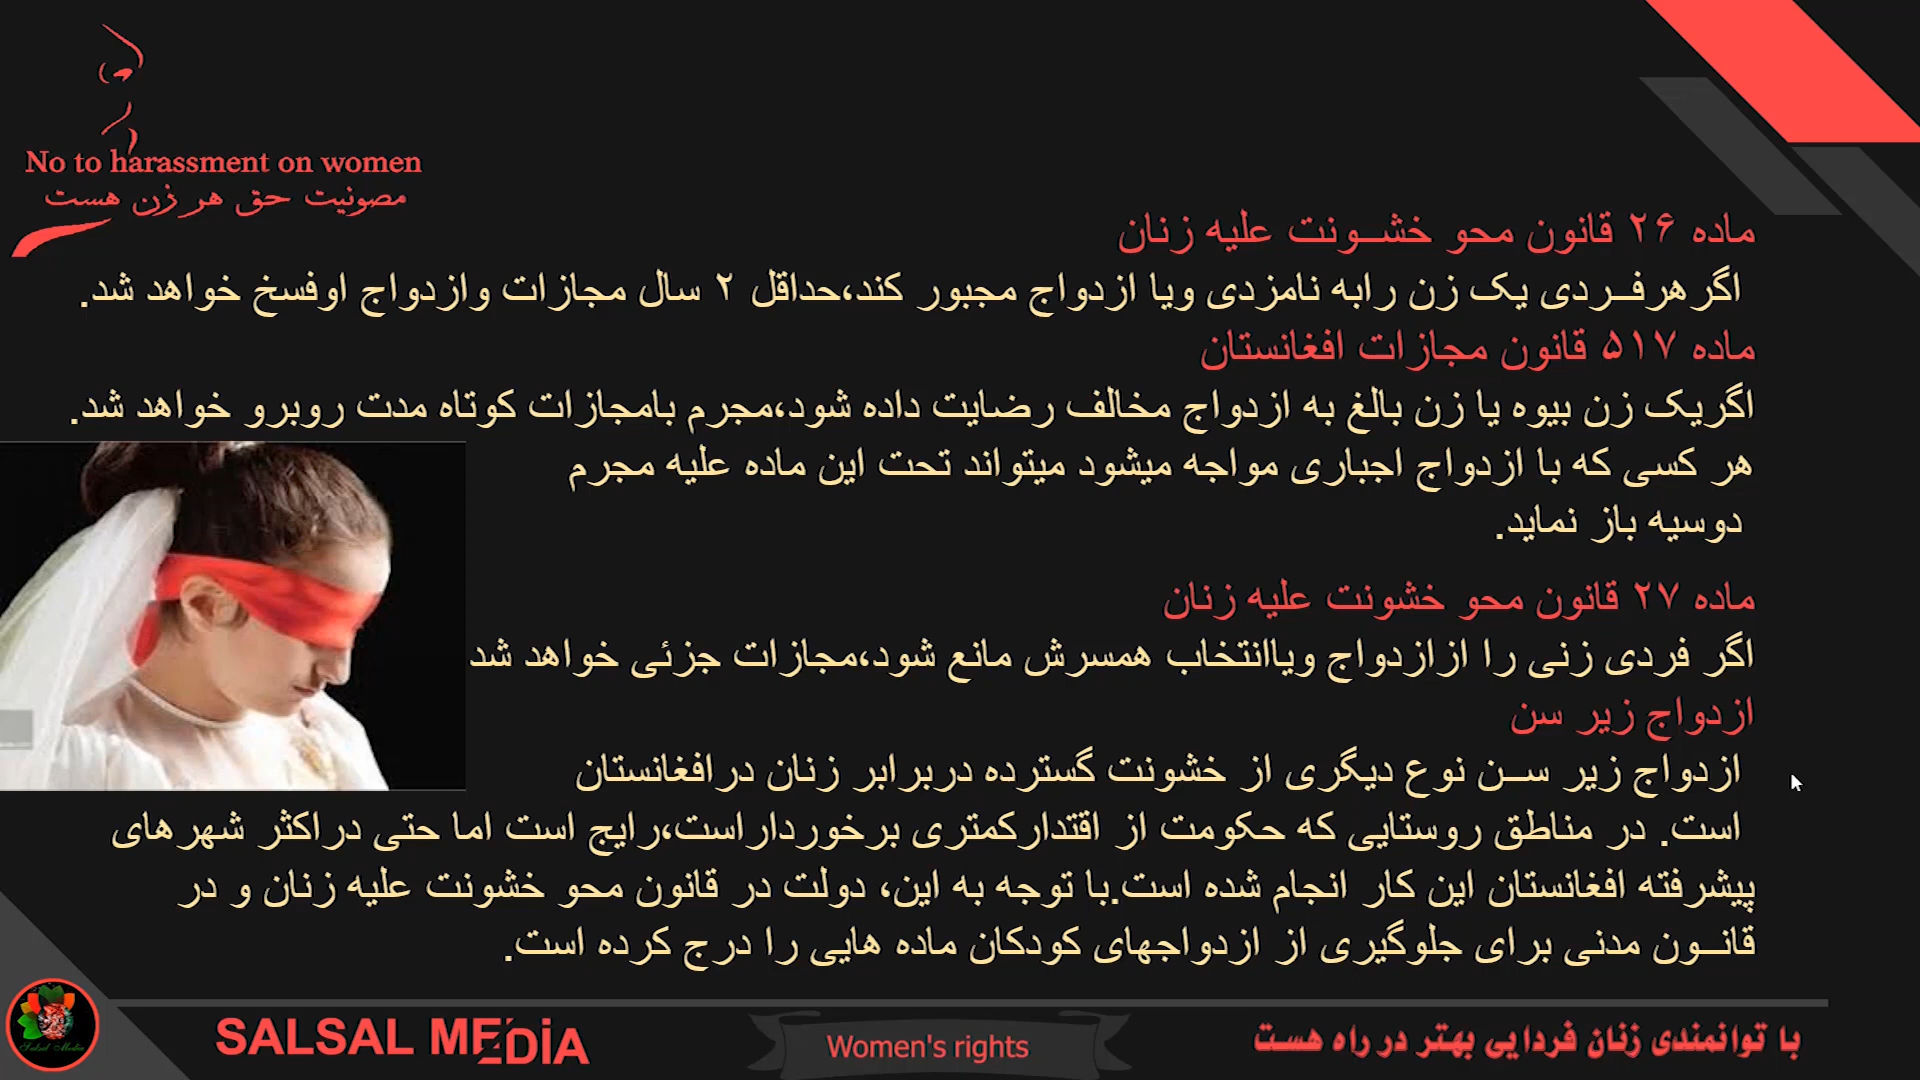 No to harassment on women
مصونیت حق هر زن هست
ماده ۲۶ قانون محو خشـونت علیه زنان
اگرهرفـردی یک زن رابه نامزدی ویا ازدواج مجبور کند،حداقل ۲ سال مجازات وازدواج اوفسخ خواهد شد.
ماده ۵۱۷ قانون مجازات افغانستان
اگریک زن بیوه یا زن بالغ به ازدواج مخالف رضایت داده شود،مجرم بامجازات کوتاه مدت روبرو خواهد شد.
هر کسی که با ازدواج اجباری مواجه میشود میتواند تحت این ماده علیه مجرم
دوسیه باز نماید.
ماده ۲۷ قانون محو خشونت علیه زنان
اگر فردی زنی را ازازدواج ویاانتخاب همسرش مانع شود،مجازات جزئی خواهد شد
ازدواج زیر سن
ازدواج زیر سـن نوع دیگری از خشونت گسترده دربرابر زنان درافغانستان
است. در مناطق روستایی که حکومت از اقتدارکمتری برخورداراست،رایج است اما حتی دراکثر شهرهای
پیشرفته افغانستان این کار انجام شده است.با توجه به این، دولت در قانون محو خشونت علیه زنان و در
قانـون مدنی برای جلوگیری از ازدواجهای کودکان ماده هایی را درج کرده است.
Salsal Media
SALSAL MEDiA
Women's rights
با توانمندی زنان فردایی بهتر در راه هست